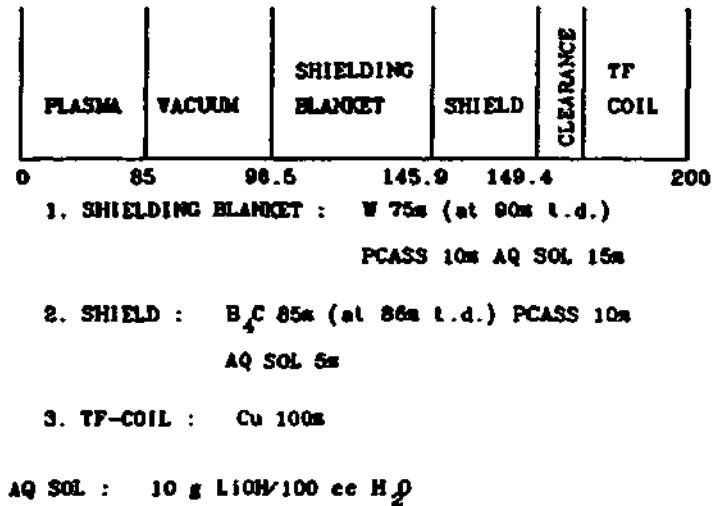 SHIELDING CLEARANCE TF
PLASMA VACUUM BLANKET SHIELD COIL
0 85 98.5 145.9 149.4 200
1. SHIELDING BLANKET : W 75% (at 90% t.d.)
PCASS 10% AQ SOL 15%
2. SHIELD : B₄C 85% (at 86% t.d.) PCASS 10%
AQ SOL 5%
3. TF-COIL : Cu 100%
AQ SOL : 10 g LiOH/100 cc H₂O